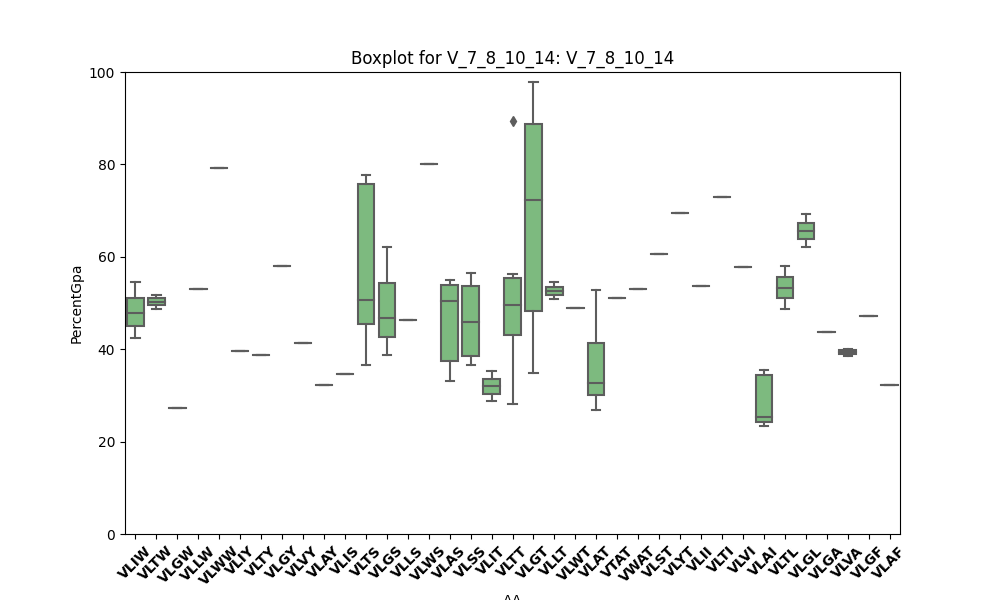 Boxplot for V_7_8_10_14: V_7_8_10_14
PercentGpa
100
80
60
40
20
0
VLIW
VLTW
VLGW
VLLW
VLWW
VLIY
VLTY
VLGY
VLVY
VLAY
VLIS
VLTS
VLGS
VLLS
VLWS
VLAS
VLSS
VLIT
VLTT
VLGT
VLLT
VLWT
VLAT
VTAT
VWAT
VLST
VLYT
VLII
VLTI
VLVI
VLAI
VLTL
VLGL
VLGA
VLVA
VLGF
VLAF
AA